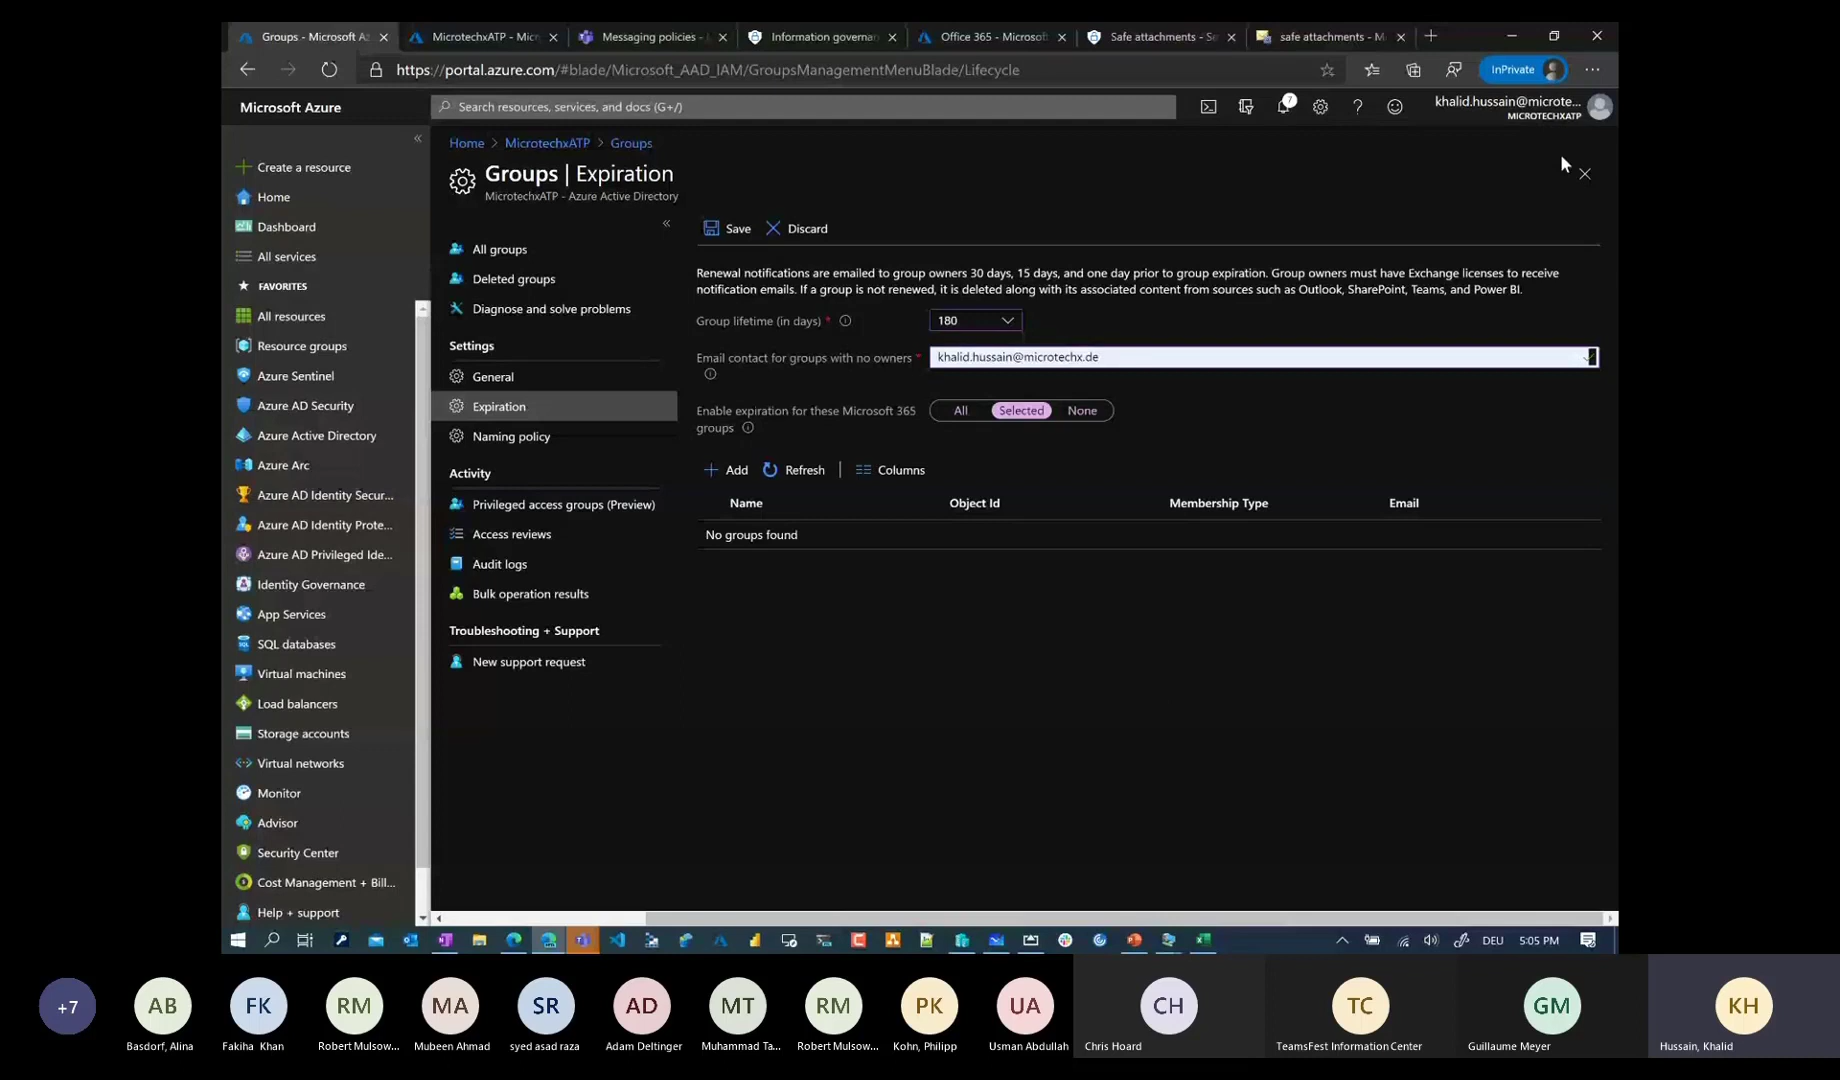 Groups - Microsoft Az
MicrotechxATP - Micr
Messaging policies -
Information governa
Office 365 - Microsof
Safe attachments - Se
safe attachments - M
https://portal.azure.com/#blade/Microsoft_AAD_IAM/GroupsManagementMenuBlade/Lifecycle
InPrivate
Microsoft Azure
Search resources, services, and docs (G+/)
7
khalid.hussain@microte...
MICROTECHXATP
Create a resource
Home
Dashboard
All services
FAVORITES
All resources
Resource groups
Azure Sentinel
Azure AD Security
Azure Active Directory
Azure Arc
Azure AD Identity Secur...
Azure AD Identity Prote...
Azure AD Privileged Ide...
Identity Governance
App Services
SQL databases
Virtual machines
Load balancers
Storage accounts
Virtual networks
Monitor
Advisor
Security Center
Cost Management + Bill...
Help + support
Home > MicrotechxATP > Groups
Groups | Expiration
MicrotechxATP - Azure Active Directory
All groups
Deleted groups
Diagnose and solve problems
Settings
General
Expiration
Naming policy
Activity
Privileged access groups (Preview)
Access reviews
Audit logs
Bulk operation results
Troubleshooting + Support
New support request
Save Discard
Renewal notifications are emailed to group owners 30 days, 15 days, and one day prior to group expiration. Group owners must have Exchange licenses to receive
notification emails. If a group is not renewed, it is deleted along with its associated content from sources such as Outlook, SharePoint, Teams, and Power BI.
Group lifetime (in days) * 180
Email contact for groups with no owners * khalid.hussain@microtechx.de
Enable expiration for these Microsoft 365
groups
All Selected None
Add Refresh | Columns
Name Object Id Membership Type Email
No groups found
DEU 5:05 PM
+7 AB FK RM MA SR AD MT RM PK UA CH TC GM KH
Basdorf, Alina Fakiha Khan Robert Mulsow... Mubeen Ahmad syed asad raza Adam Deltinger Muhammad Ta... Robert Mulsow... Kohn, Philipp Usman Abdullah Chris Hoard TeamsFest Information Center Guillaume Meyer Hussain, Khalid